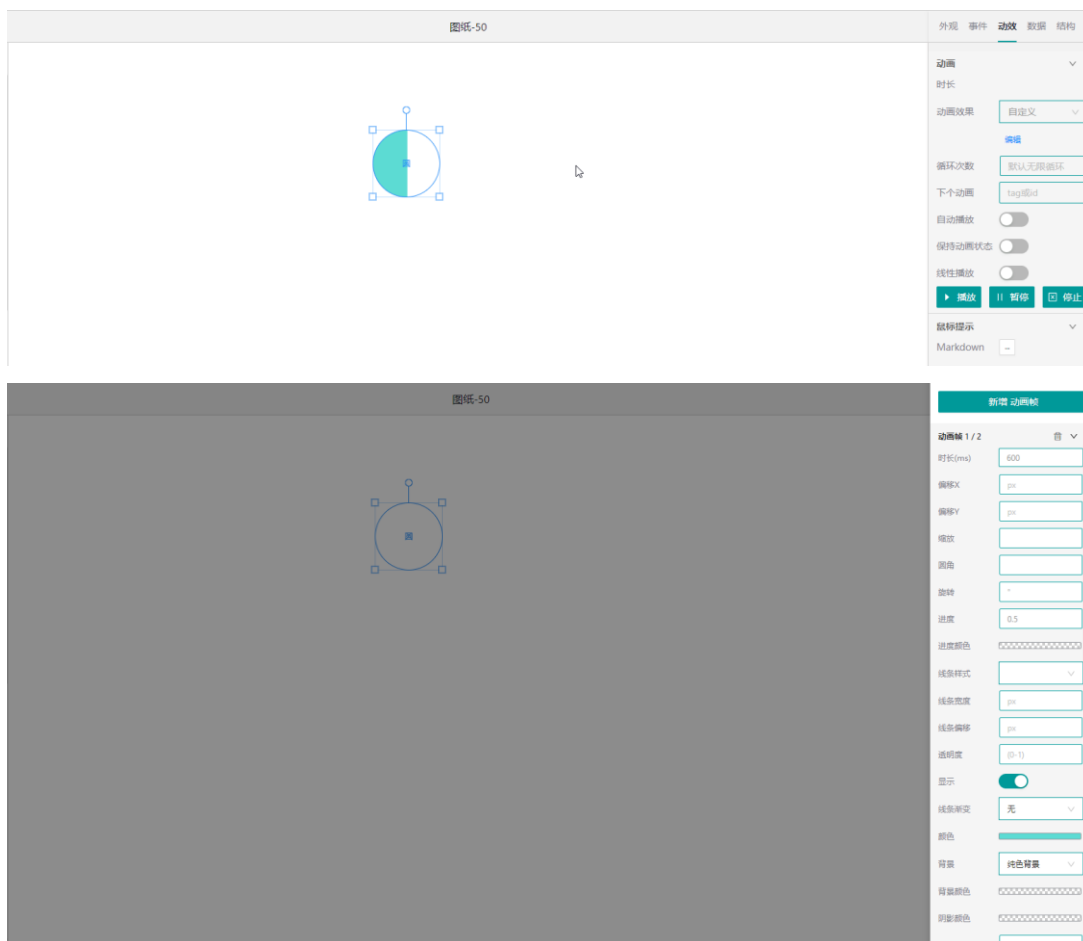 图纸-50
外观 事件 动效 数据 结构
动画
时长
动画效果 自定义
编辑
循环次数 默认无限循环
下个动画 tag或id
自动播放
保持动画状态
线性播放
播放 暂停 停止
鼠标提示
Markdown ...
图纸-50
新增 动画帧
动画帧 1 / 2
时长(ms) 600
偏移X px
偏移Y px
缩放
圆角
旋转 °
进度 0.5
进度颜色
线条样式
线条宽度 px
线条偏移 px
透明度 (0-1)
显示
线条渐变 无
颜色
背景 纯色背景
背景颜色
阴影颜色